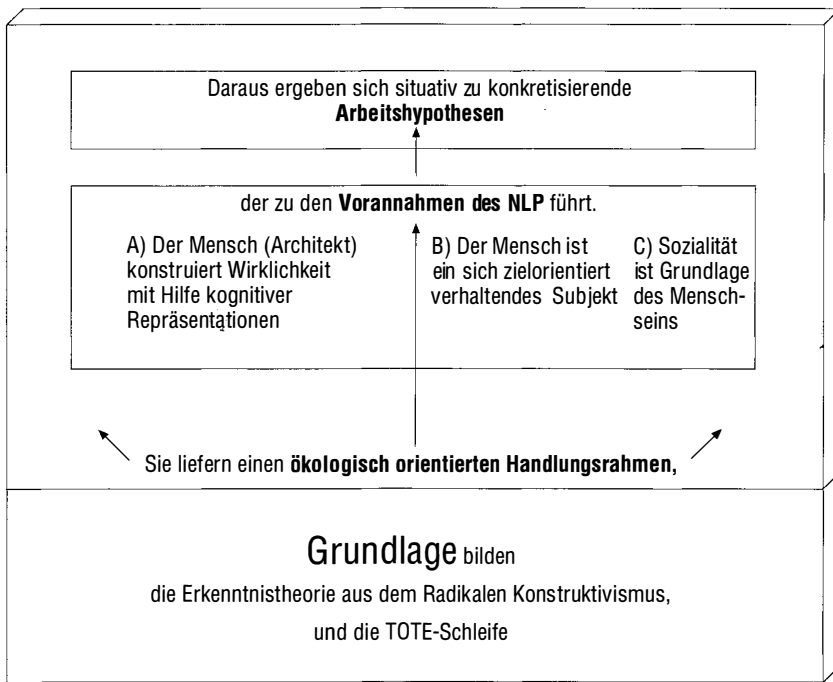 Daraus ergeben sich situativ zu konkretisierende
Arbeitshypothesen
der zu den Vorannahmen des NLP führt.
A) Der Mensch (Architekt)
konstruiert Wirklichkeit
mit Hilfe kognitiver
Repräsentationen
B) Der Mensch ist
ein sich zielorientiert
verhaltendes Subjekt
C) Sozialität
ist Grundlage
des Mensch-
seins
Sie liefern einen ökologisch orientierten Handlungsrahmen,
Grundlage bilden
die Erkenntnistheorie aus dem Radikalen Konstruktivismus,
und die TOTE-Schleife